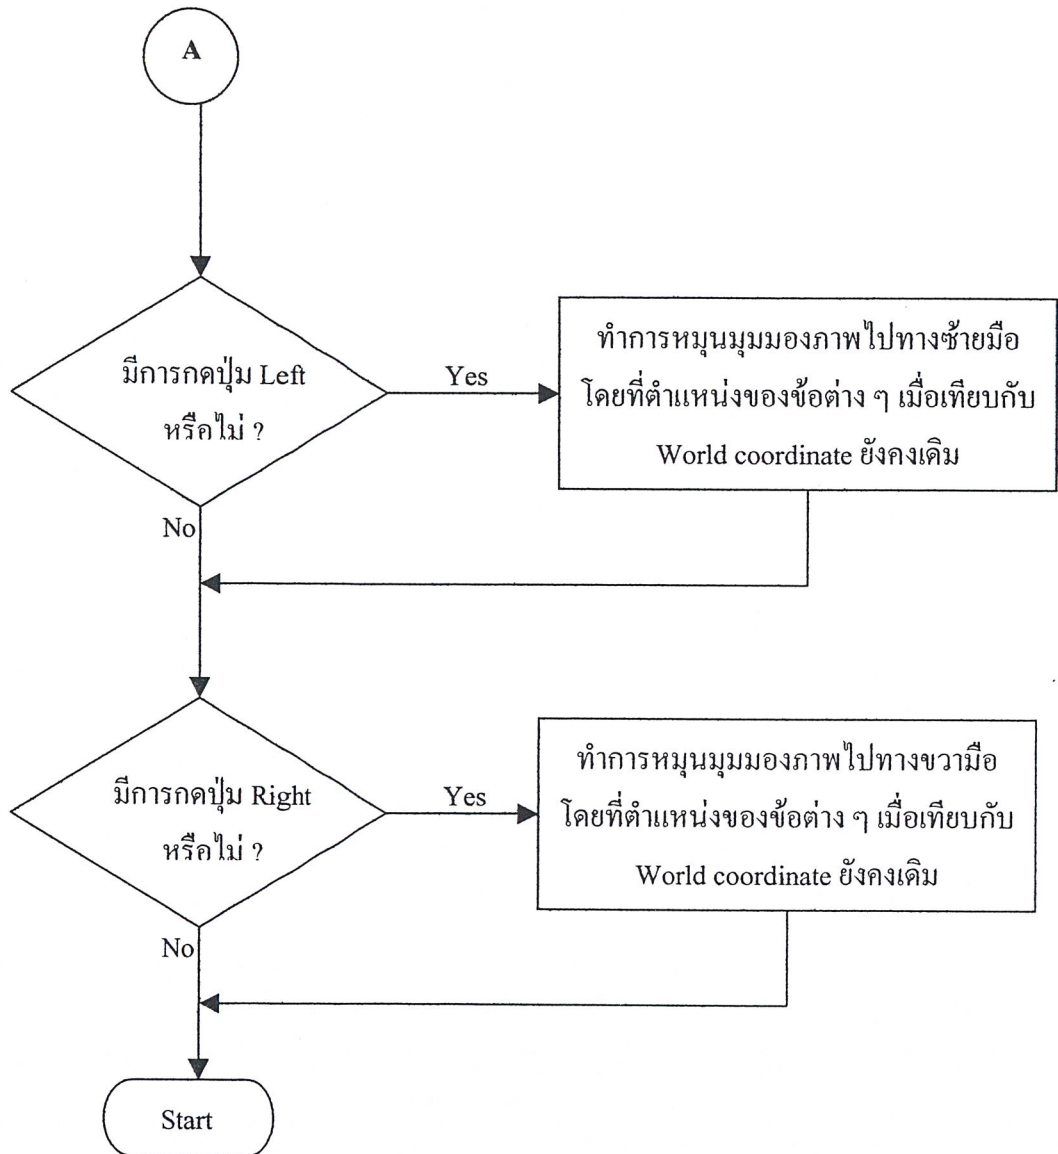 A
มีการกดปุ่ม Left
หรือไม่ ?
Yes
ทำการหมุนมุมมองภาพไปทางซ้ายมือ
โดยที่ตำแหน่งของข้อต่าง ๆ เมื่อเทียบกับ
World coordinate ยังคงเดิม
No
มีการกดปุ่ม Right
หรือไม่ ?
Yes
ทำการหมุนมุมมองภาพไปทางขวามือ
โดยที่ตำแหน่งของข้อต่าง ๆ เมื่อเทียบกับ
World coordinate ยังคงเดิม
No
Start